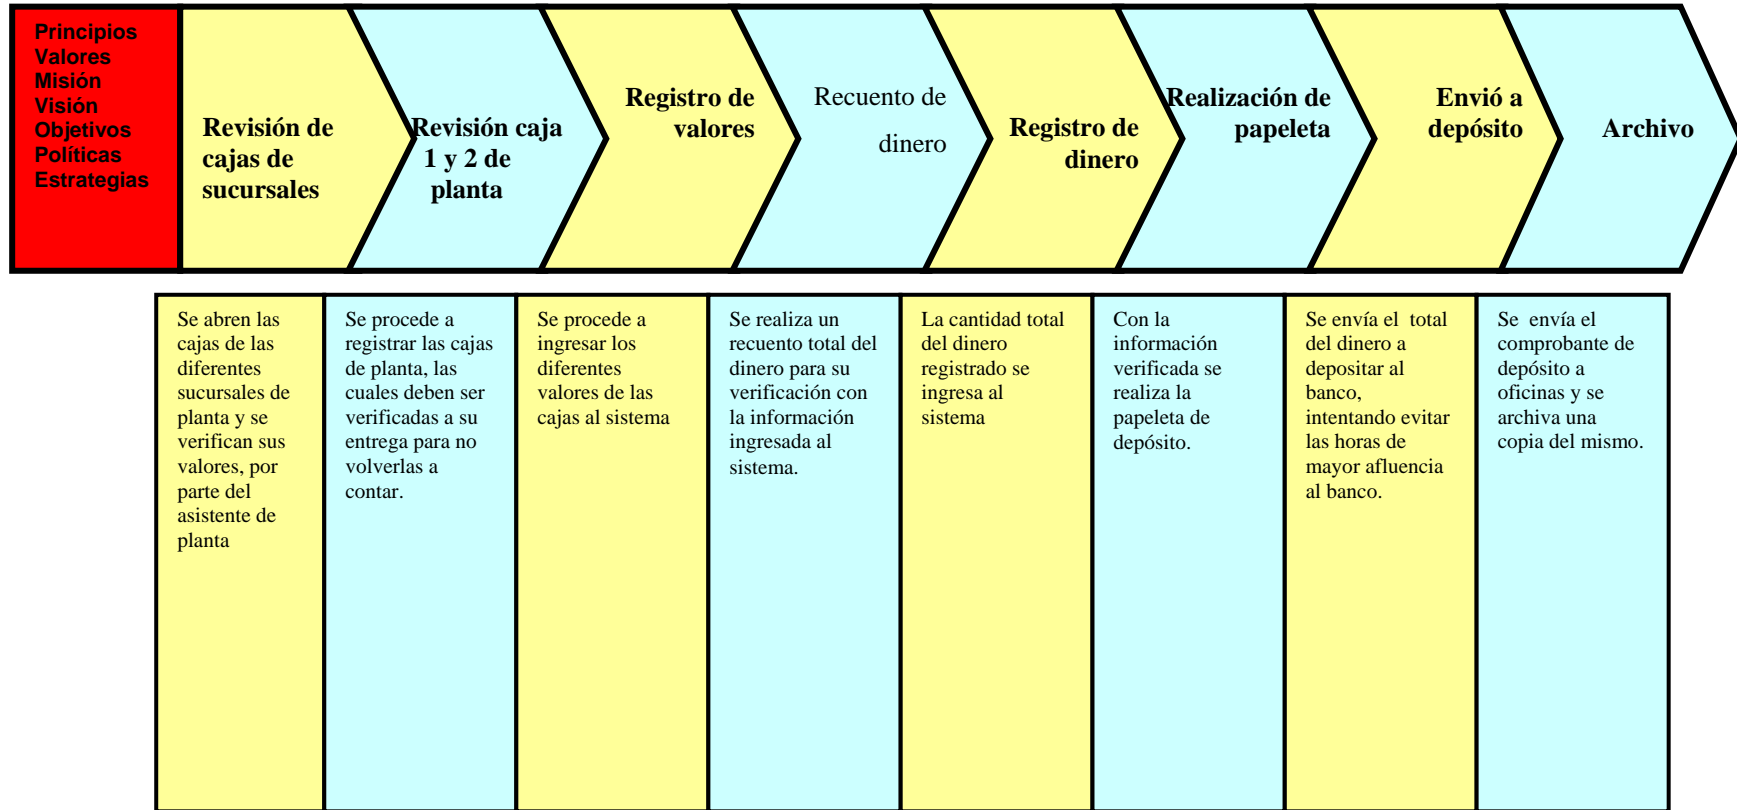 Principios
Valores
Misión
Visión
Objetivos
Políticas
Estrategias
Revisión de
cajas de
sucursales
Revisión caja
1 y 2 de
planta
Registro de
valores
Recuento de
dinero
Registro de
dinero
Realización de
papeleta
Envió a
depósito
Archivo
Se abren las
cajas de las
diferentes
sucursales de
planta y se
verifican sus
valores, por
parte del
asistente de
planta
Se procede a
registrar las cajas
de planta, las
cuales deben ser
verificadas a su
entrega para no
volverlas a
contar.
Se procede a
ingresar los
diferentes
valores de las
cajas al sistema
Se realiza un
recuento total del
dinero para su
verificación con
la información
ingresada al
sistema.
La cantidad total
del dinero
registrado se
ingresa al
sistema
Con la
información
verificada se
realiza la
papeleta de
depósito.
Se envía el  total
del dinero a
depositar al
banco,
intentando evitar
las horas de
mayor afluencia
al banco.
Se  envía el
comprobante de
depósito a
oficinas y se
archiva una
copia del mismo.